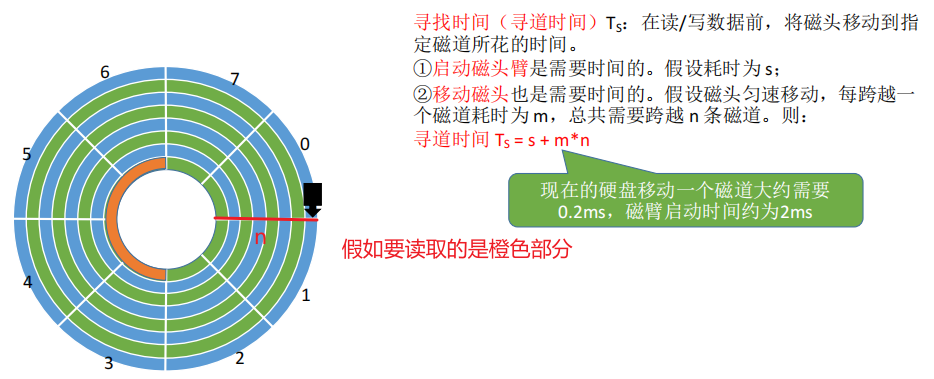 寻找时间（寻道时间）TS：在读/写数据前，将磁头移动到指
定磁道所花的时间。
①启动磁头臂是需要时间的。假设耗时为 s；
②移动磁头也是需要时间的。假设磁头匀速移动，每跨越一
个磁道耗时为 m，总共需要跨越 n 条磁道。则：
寻道时间 TS = s + m*n
现在的硬盘移动一个磁道大约需要
0.2ms，磁臂启动时间约为2ms
假如要读取的是橙色部分
n
0
1
2
3
4
5
6
7